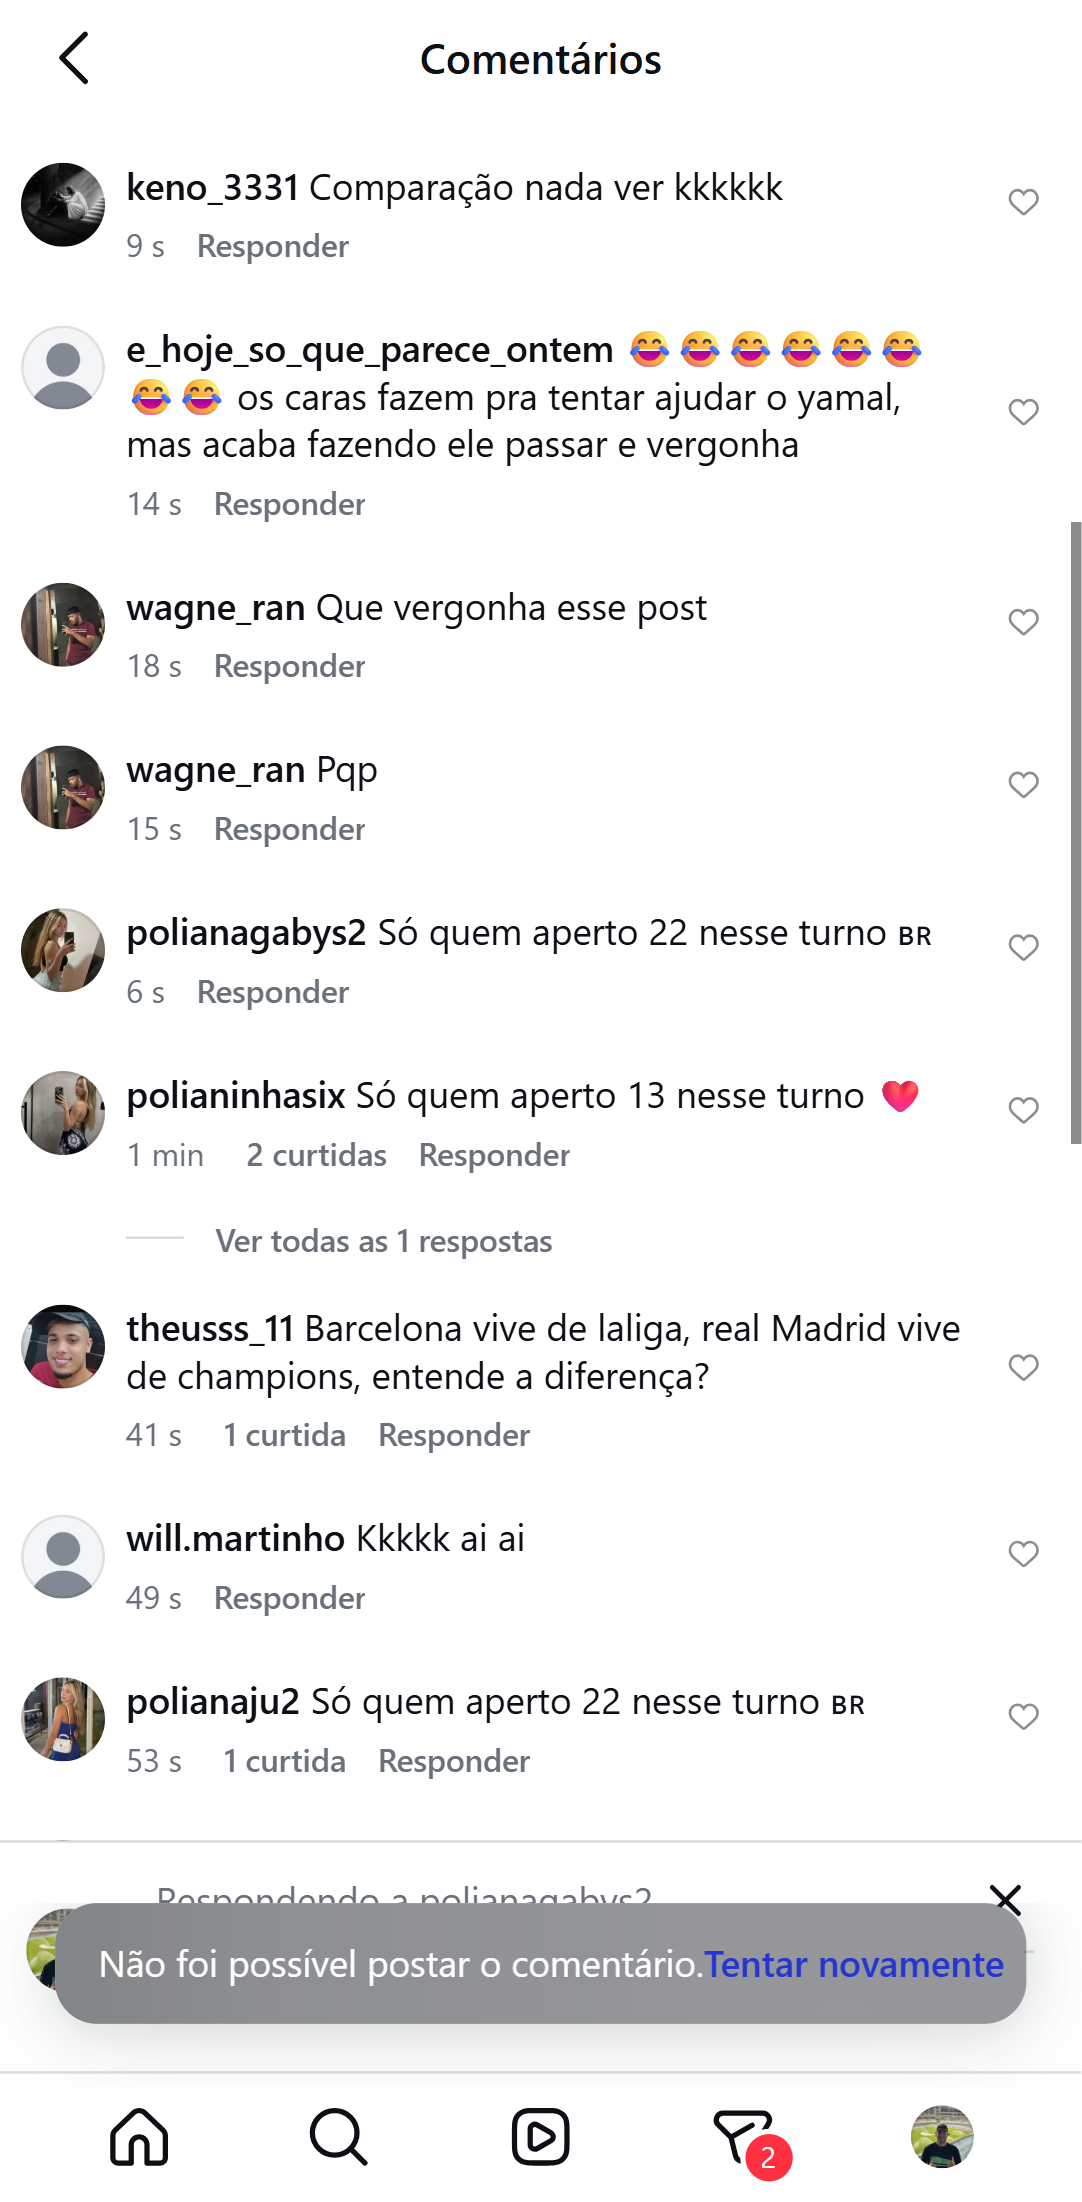 Comentários
keno_3331 Comparação nada ver kkkkkk
9 s Responder
e_hoje_so_que_parece_ontem 😂😂😂😂😂😂
😂😂 os caras fazem pra tentar ajudar o yamal,
mas acaba fazendo ele passar e vergonha
14 s Responder
wagne_ran Que vergonha esse post
18 s Responder
wagne_ran Pqp
15 s Responder
polianagabys2 Só quem aperto 22 nesse turno 🇧🇷
6 s Responder
polianinhasix Só quem aperto 13 nesse turno ❤️
1 min 2 curtidas Responder
Ver todas as 1 respostas
theusss_11 Barcelona vive de laliga, real Madrid vive
de champions, entende a diferença?
41 s 1 curtida Responder
will.martinho Kkkkk ai ai
49 s Responder
polianaju2 Só quem aperto 22 nesse turno 🇧🇷
53 s 1 curtida Responder
Respondendo a polianagabys2
Não foi possível postar o comentário.Tentar novamente
2